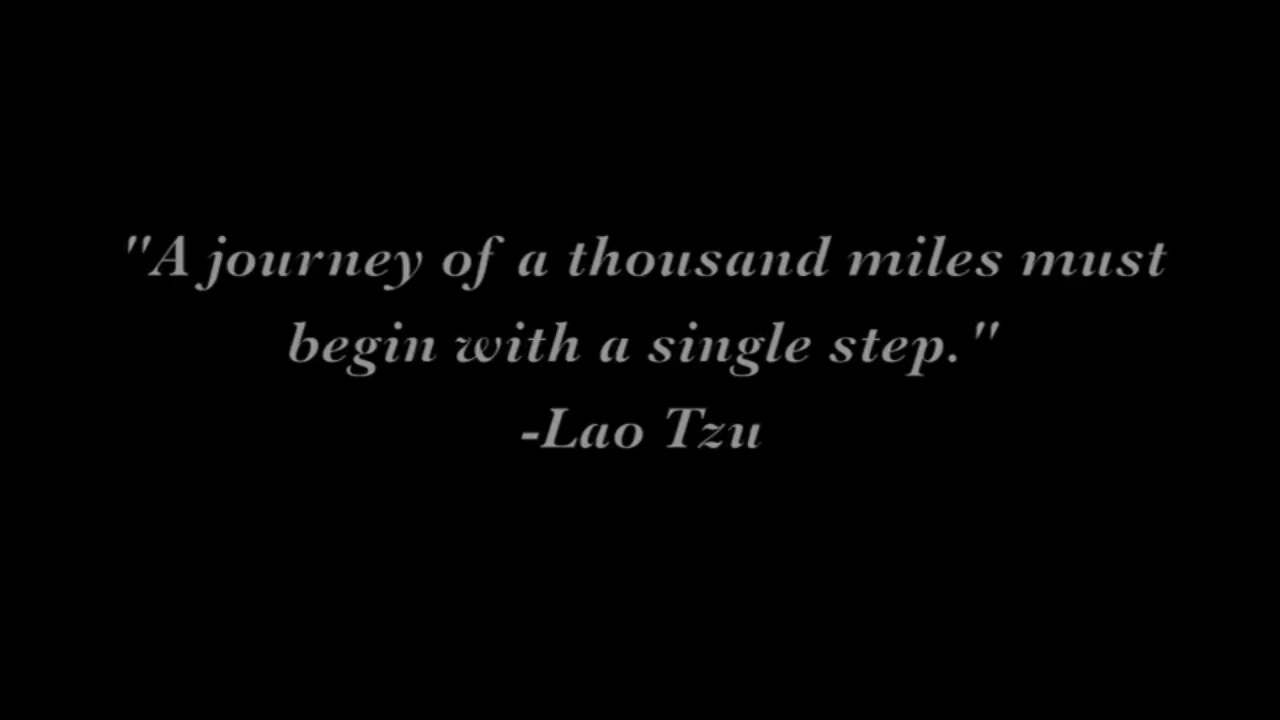 "A journey of a thousand miles must
begin with a single step."
-Lao Tzu